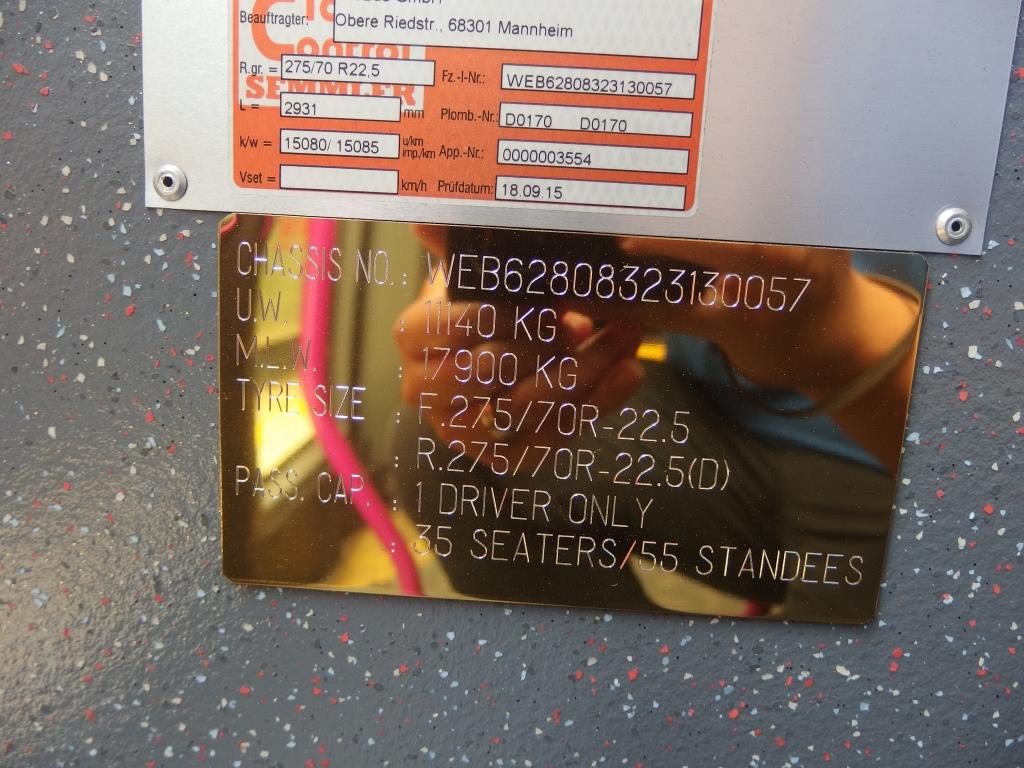 GmbH
Beauftragter: Obere Riedstr., 68301 Mannheim
Control
SEMMLER
R.gr. = 275/70 R22,5 Fz.-I-Nr.: WEB62808323130057
L = 2931 mm Plomb.-Nr.: D0170 D0170
k/w = 15080/ 15085 u/km imp./km App.-Nr.: 0000003554
Vset = km/h Prüfdatum: 18.09.15
CHASSIS NO.: WEB62808323130057
U.W. : 11140 KG
M.L.W. : 17900 KG
TYRE SIZE : F.275/70R-22.5
: R.275/70R-22.5(D)
PASS. CAP. : 1 DRIVER ONLY
: 35 SEATERS/55 STANDEES